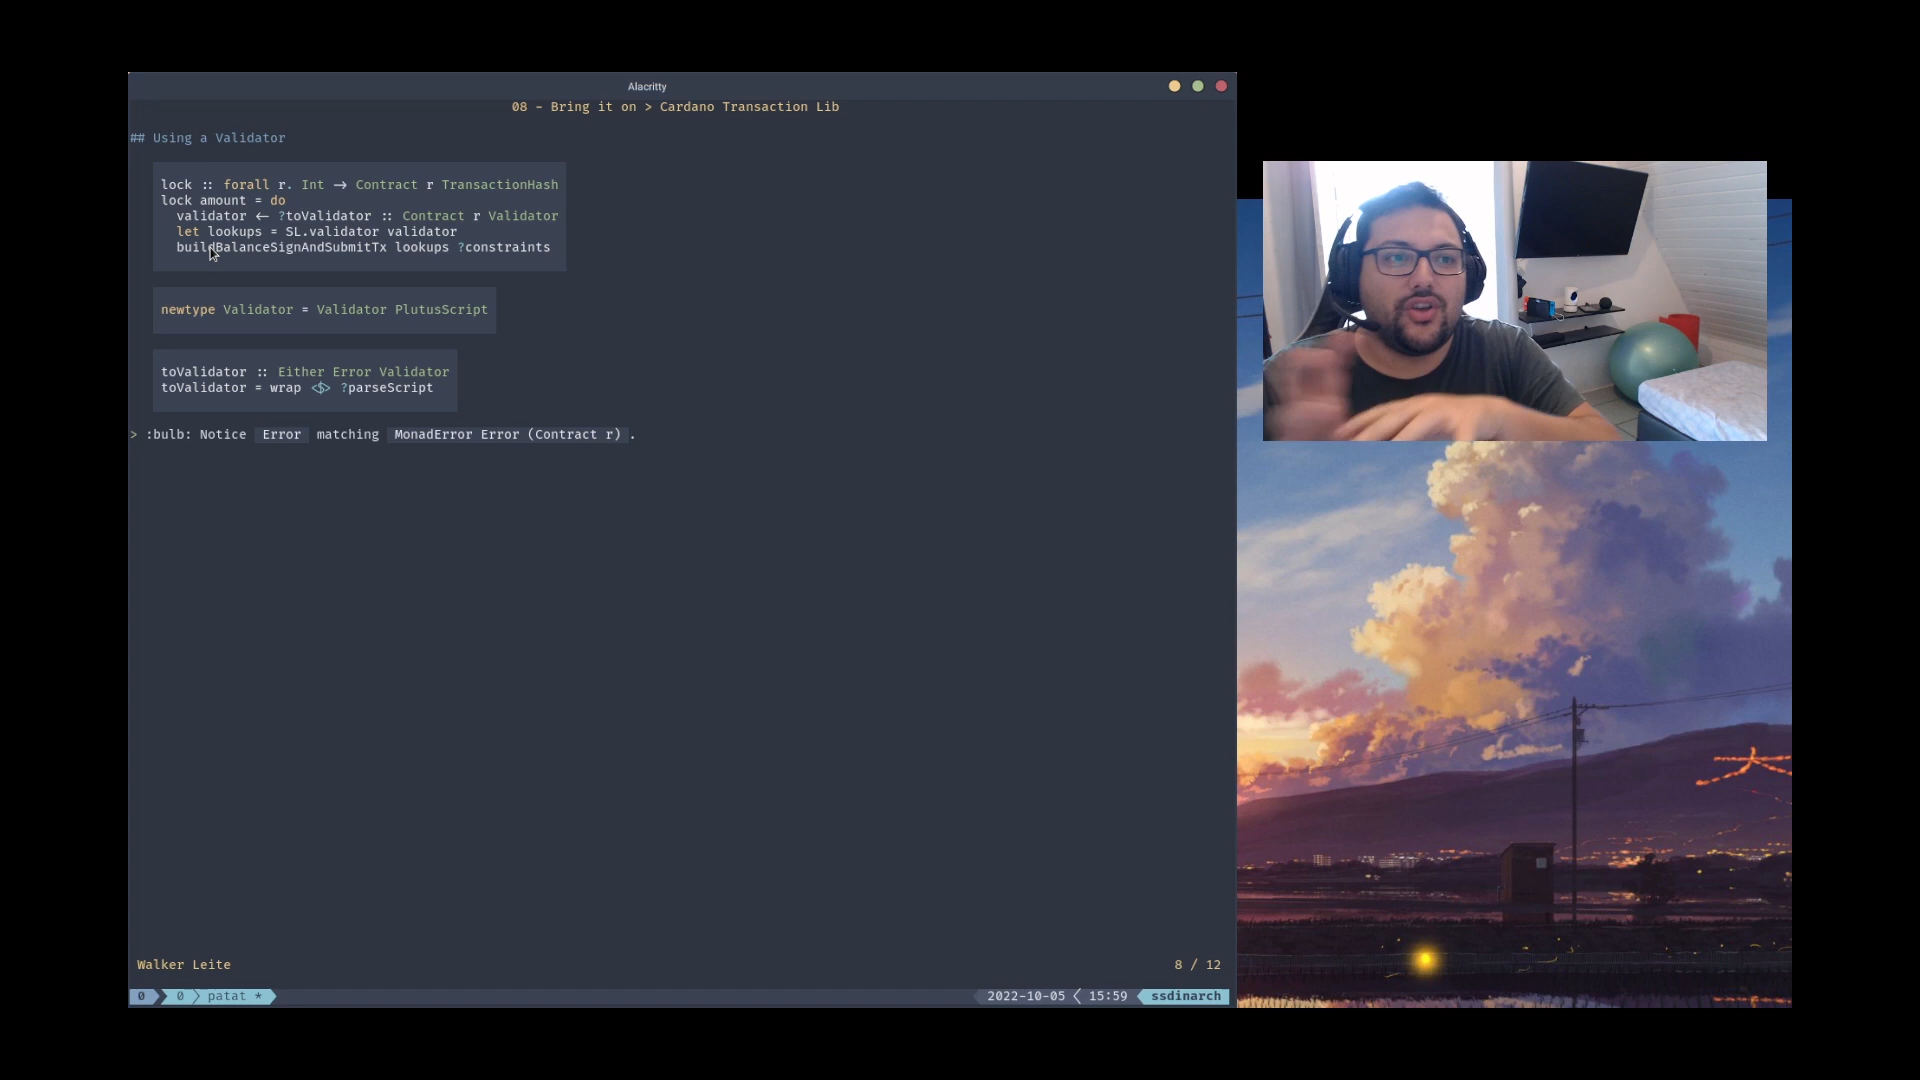 Alacritty
08 - Bring it on > Cardano Transaction Lib
## Using a Validator
lock :: forall r. Int → Contract r TransactionHash
lock amount = do
validator ← ?toValidator :: Contract r Validator
let lookups = SL.validator validator
buildBalanceSignAndSubmitTx lookups ?constraints
newtype Validator = Validator PlutusScript
toValidator :: Either Error Validator
toValidator = wrap <$> ?parseScript
> :bulb: Notice Error matching MonadError Error (Contract r) .
Walker Leite 8 / 12
0 0 patat * 2022-10-05 15:59 ssdinarch